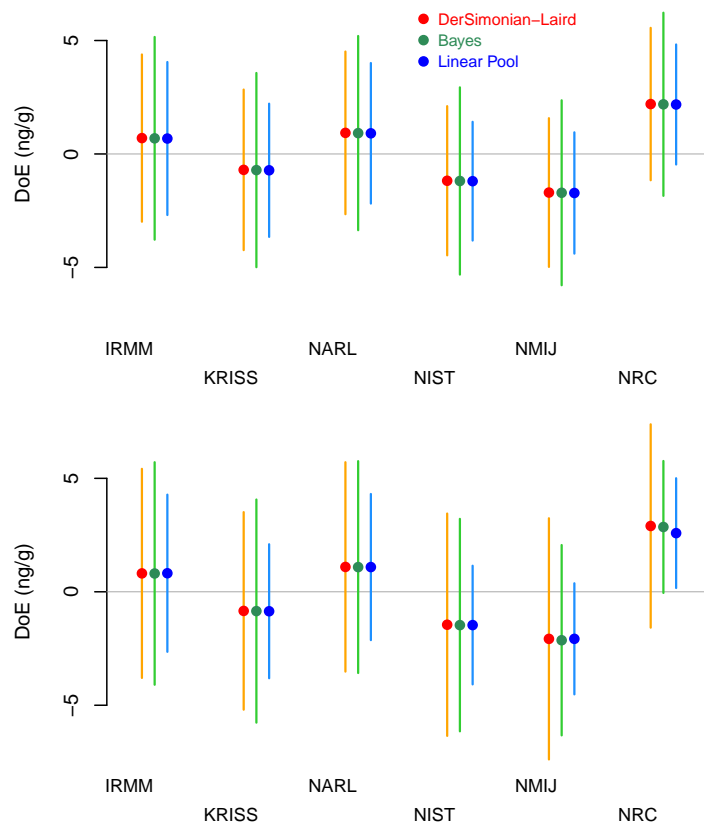 DerSimonian−Laird
Bayes
Linear Pool
5
0
−5
DoE (ng/g)
IRMM
NARL
NMIJ
KRISS
NIST
NRC
5
0
−5
DoE (ng/g)
IRMM
NARL
NMIJ
KRISS
NIST
NRC